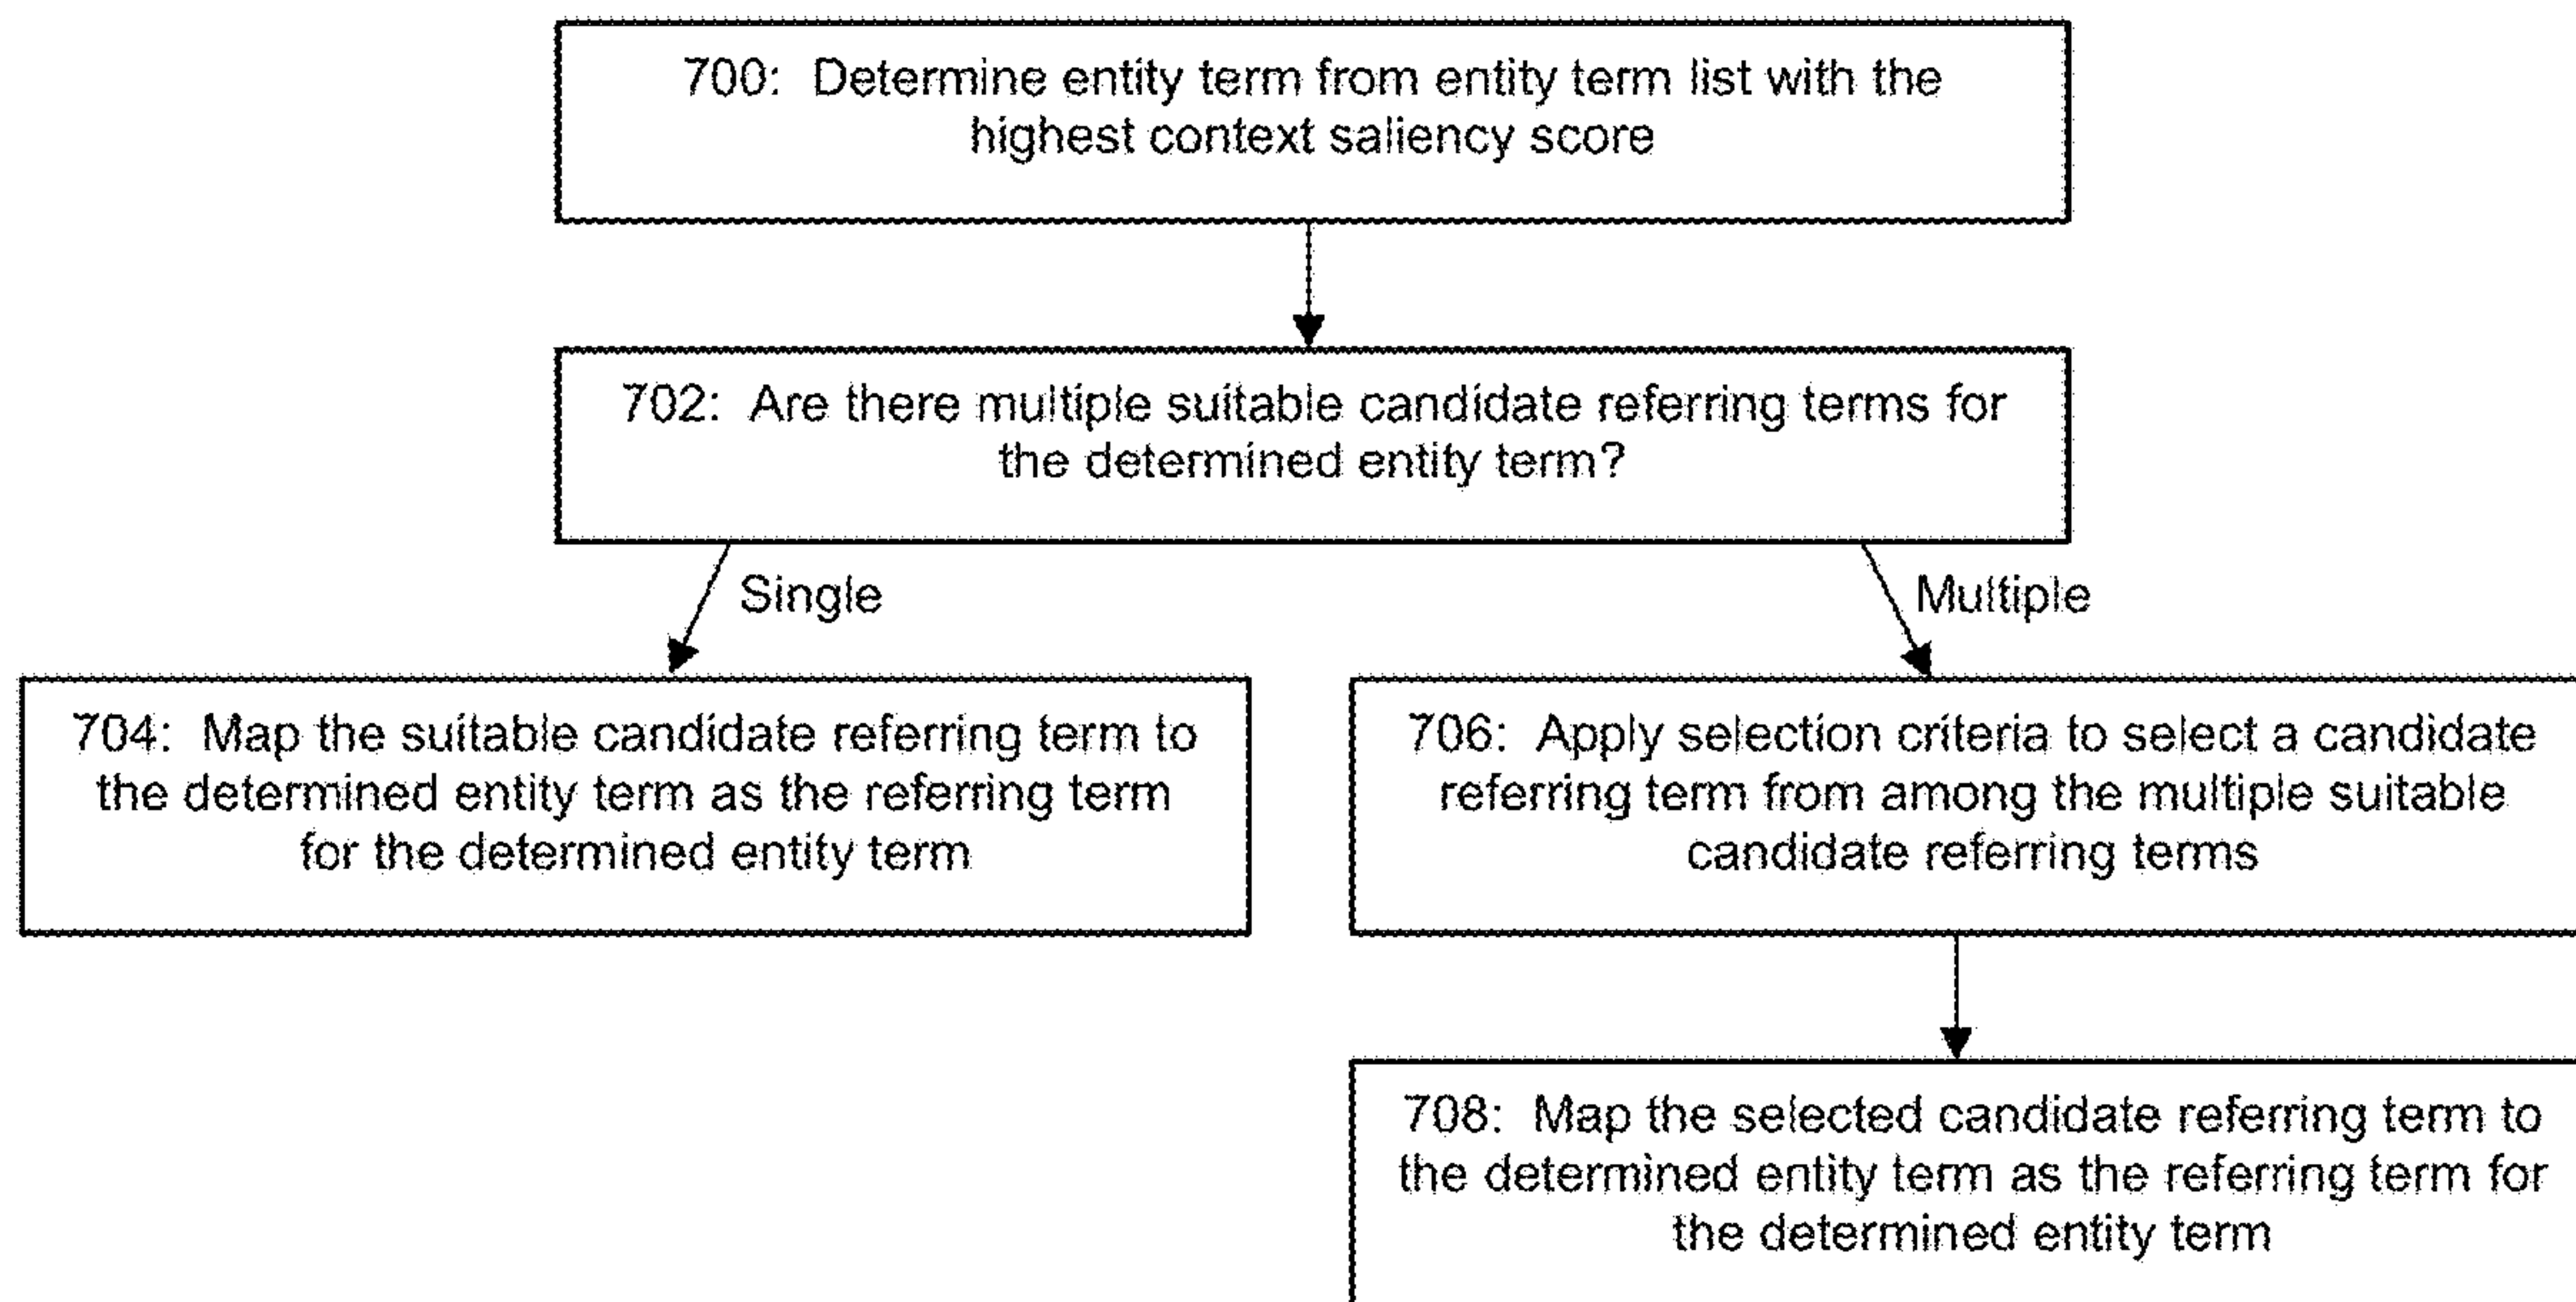 700: Determine entity term from entity term list with the
highest context saliency score
702: Are there multiple suitable candidate referring terms for
the determined entity term?
Single
Multiple
704: Map the suitable candidate referring term to
the determined entity term as the referring term
for the determined entity term
706: Apply selection criteria to select a candidate
referring term from among the multiple suitable
candidate referring terms
708: Map the selected candidate referring term to
the determined entity term as the referring term for
the determined entity term